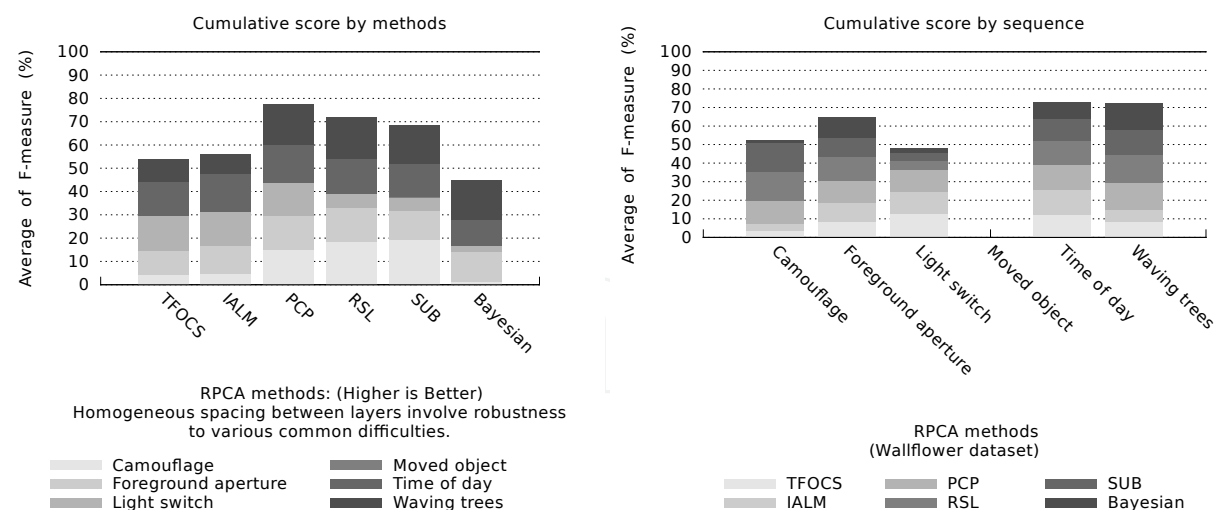 Cumulative score by methods
Average of F-measure (%)
100
90
80
70
60
50
40
30
20
10
0
TFOCS
IALM
PCP
RSL
SUB
Bayesian
RPCA methods: (Higher is Better)
Homogeneous spacing between layers involve robustness
to various common difficulties.
Camouflage
Foreground aperture
Light switch
Moved object
Time of day
Waving trees
Cumulative score by sequence
Average of F-measure (%)
100
90
80
70
60
50
40
30
20
10
0
Camouflage
Foreground aperture
Light switch
Moved object
Time of day
Waving trees
RPCA methods
(Wallflower dataset)
TFOCS
IALM
PCP
RSL
SUB
Bayesian